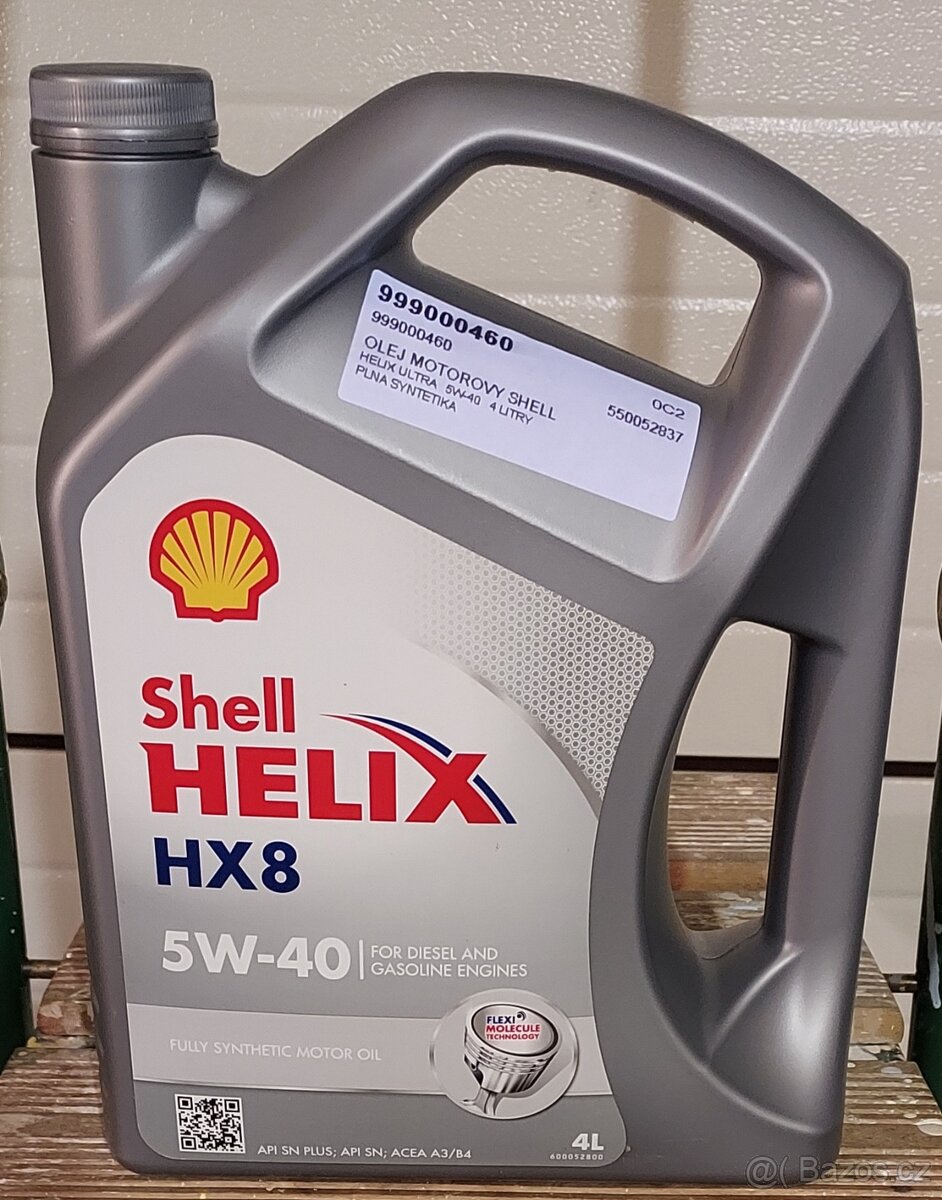 999000460
999000460
OLEJ MOTOROVY SHELL 0C2
HELIX ULTRA 5W-40 4 LITRY 550052837
PLNA SYNTETIKA
Shell
HELIX
HX8
5W-40 FOR DIESEL AND
GASOLINE ENGINES
FLEXI
MOLECULE
TECHNOLOGY
FULLY SYNTHETIC MOTOR OIL
API SN PLUS; API SN; ACEA A3/B4
4L
600052800
@( Bazos.cz